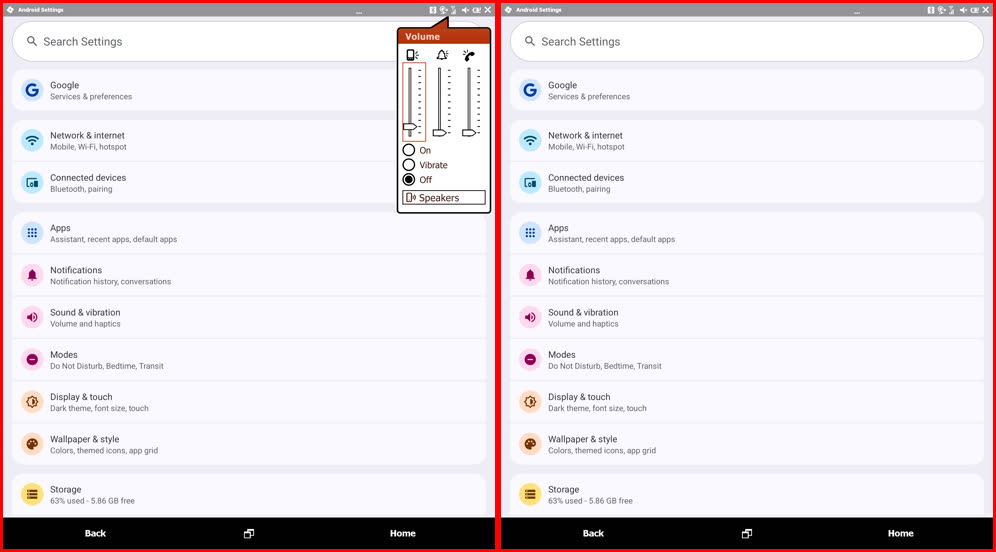 Android Settings
...
Search Settings
Google
Services & preferences
Network & internet
Mobile, Wi-Fi, hotspot
Connected devices
Bluetooth, pairing
Apps
Assistant, recent apps, default apps
Notifications
Notification history, conversations
Sound & vibration
Volume and haptics
Modes
Do Not Disturb, Bedtime, Transit
Display & touch
Dark theme, font size, touch
Wallpaper & style
Colors, themed icons, app grid
Storage
63% used - 5.86 GB free
Back
Home
Volume
On
Vibrate
Off
Speakers
Android Settings
...
Search Settings
Google
Services & preferences
Network & internet
Mobile, Wi-Fi, hotspot
Connected devices
Bluetooth, pairing
Apps
Assistant, recent apps, default apps
Notifications
Notification history, conversations
Sound & vibration
Volume and haptics
Modes
Do Not Disturb, Bedtime, Transit
Display & touch
Dark theme, font size, touch
Wallpaper & style
Colors, themed icons, app grid
Storage
63% used - 5.86 GB free
Back
Home